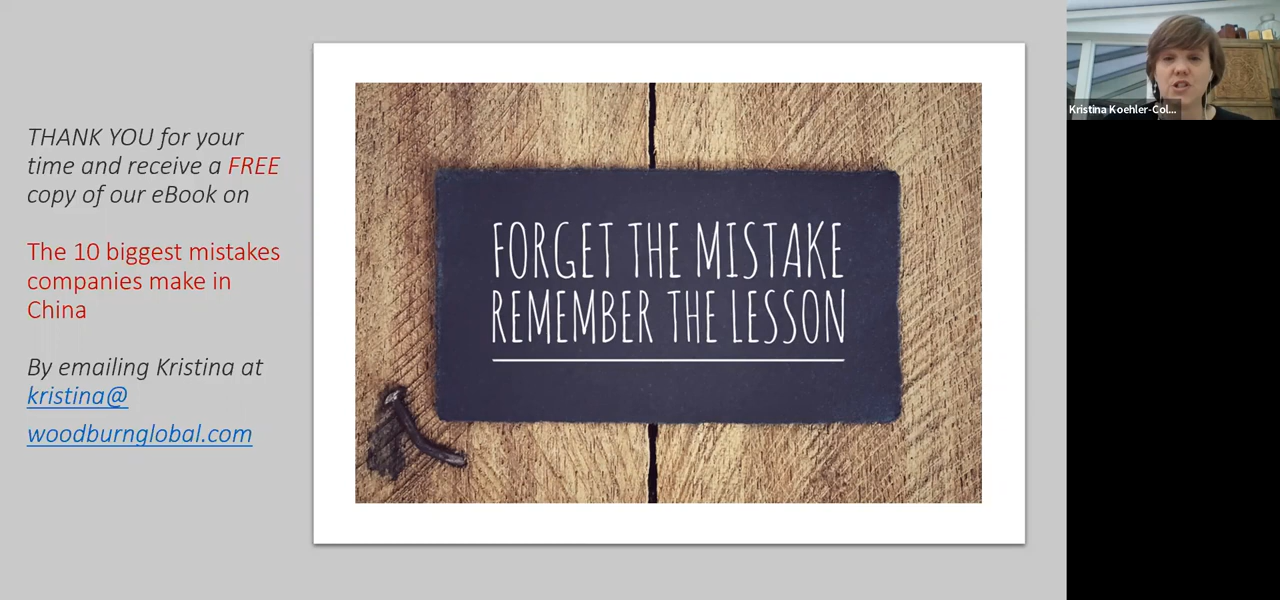 THANK YOU for your
time and receive a FREE
copy of our eBook on
The 10 biggest mistakes
companies make in
China
By emailing Kristina at
kristina@
woodburnglobal.com
FORGET THE MISTAKE
REMEMBER THE LESSON
Kristina Koehler-Col...